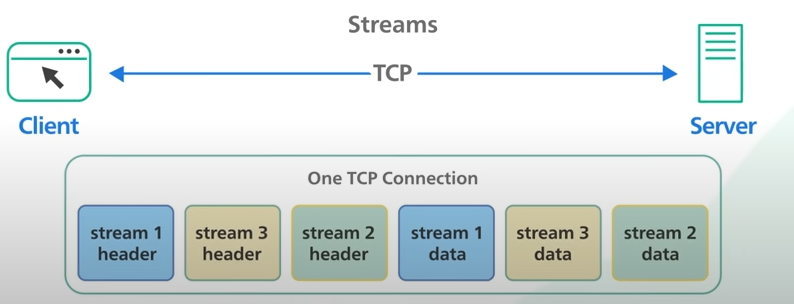 Streams
TCP
Client
Server
One TCP Connection
stream 1
header
stream 3
header
stream 2
header
stream 1
data
stream 3
data
stream 2
data